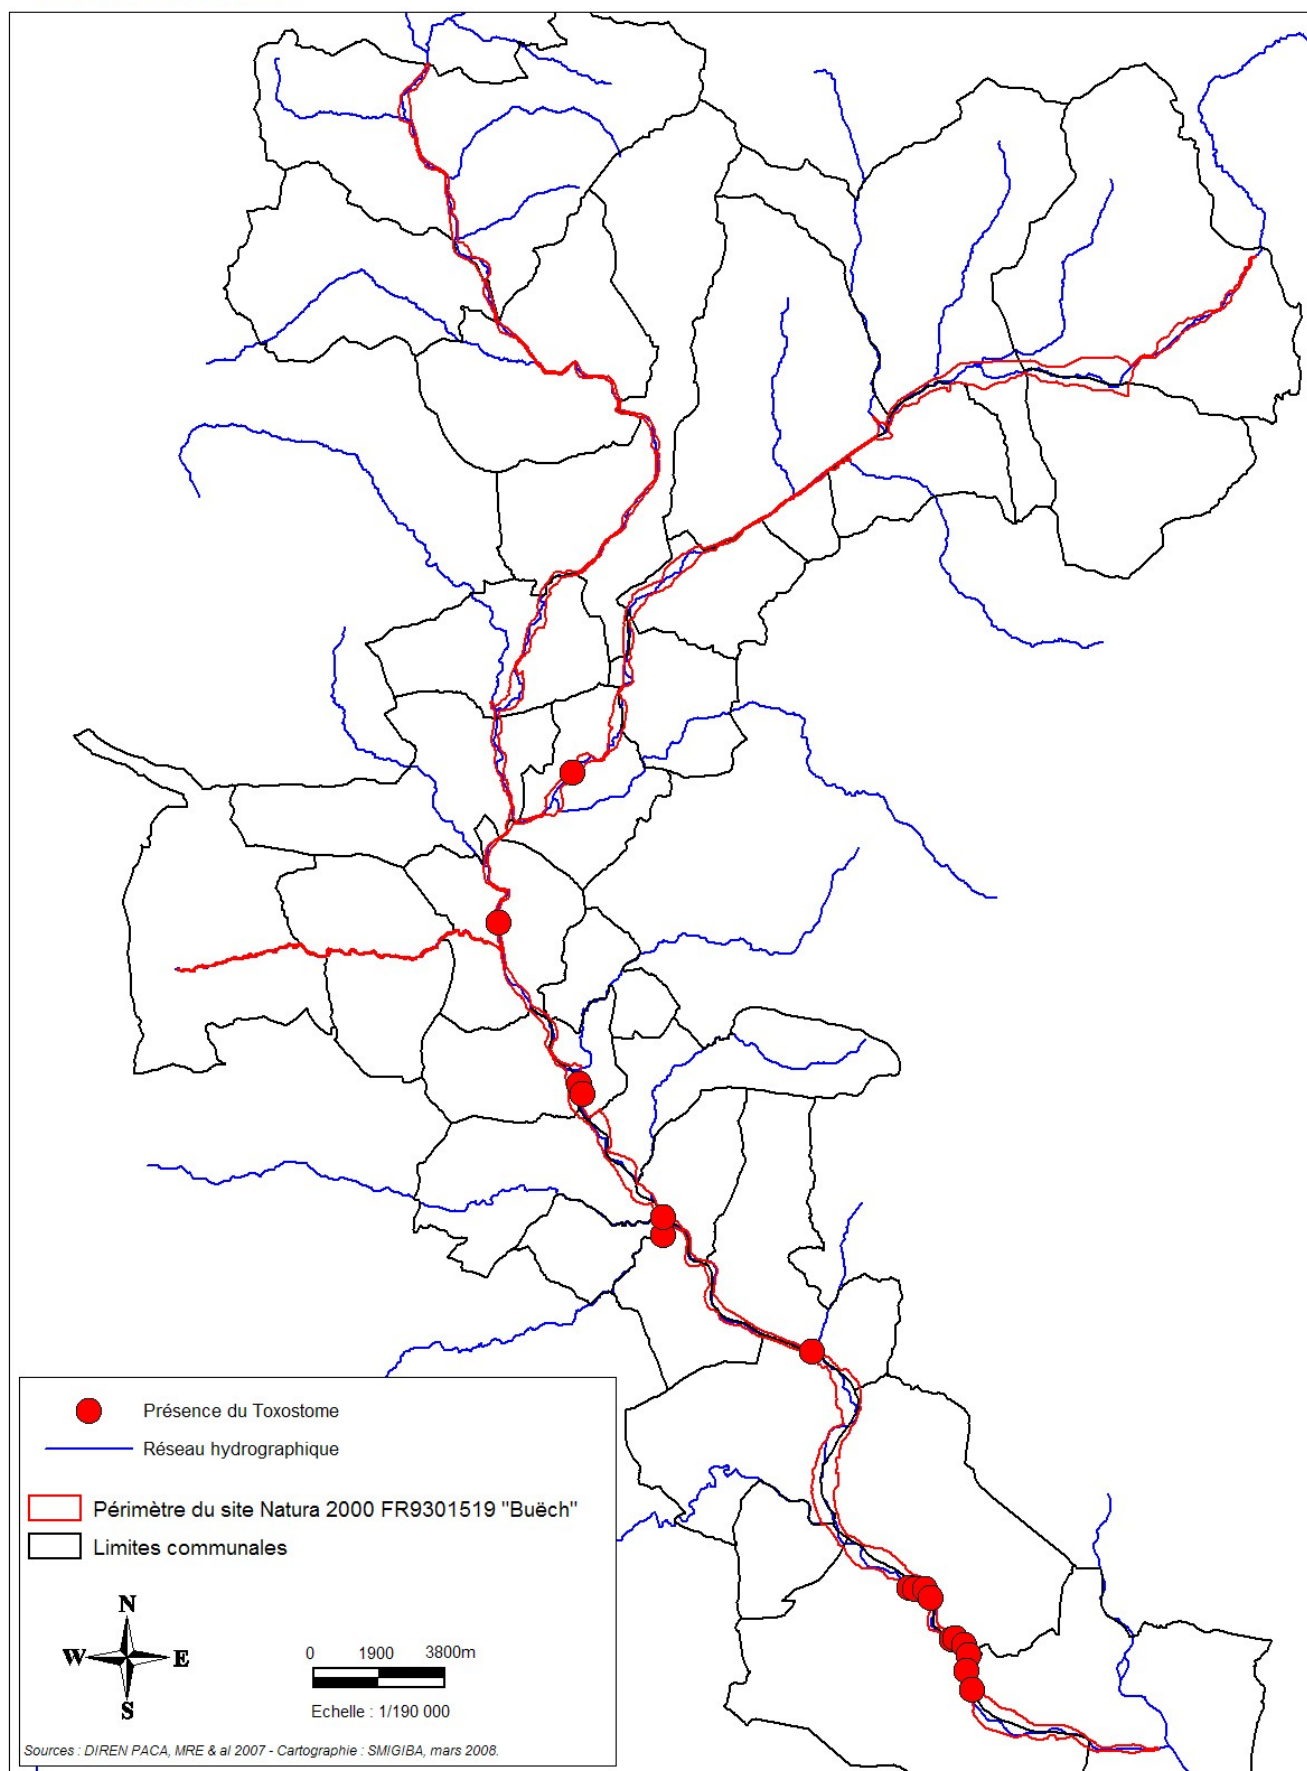 Présence du Toxostome
Réseau hydrographique
Périmètre du site Natura 2000 FR9301519 "Buëch"
Limites communales
N
W E
S
0 1900 3800m
Echelle : 1/190 000
Sources : DIREN PACA, MRE & al 2007 - Cartographie : SMIGIBA, mars 2008.